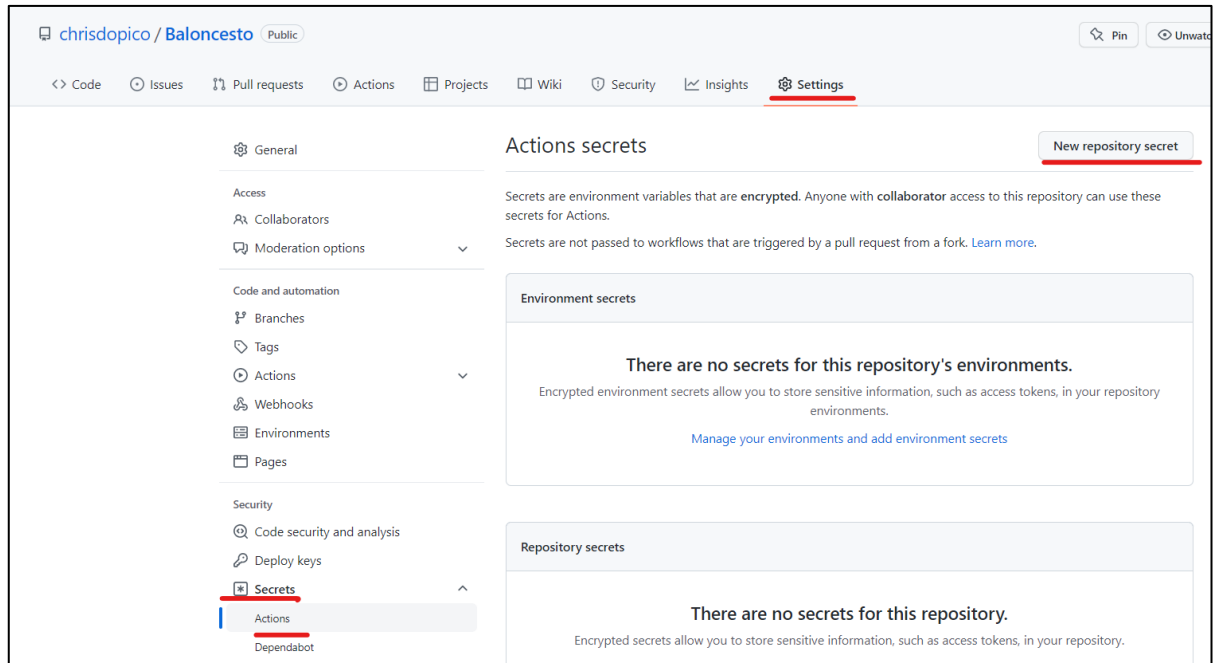 chrisdopico / Baloncesto Public
Pin
Unwatc
Code Issues Pull requests Actions Projects Wiki Security Insights Settings
General
Access
Collaborators
Moderation options
Code and automation
Branches
Tags
Actions
Webhooks
Environments
Pages
Security
Code security and analysis
Deploy keys
Secrets
Actions
Dependabot
Actions secrets
New repository secret
Secrets are environment variables that are encrypted. Anyone with collaborator access to this repository can use these
secrets for Actions.
Secrets are not passed to workflows that are triggered by a pull request from a fork. Learn more.
Environment secrets
There are no secrets for this repository's environments.
Encrypted environment secrets allow you to store sensitive information, such as access tokens, in your repository
environments.
Manage your environments and add environment secrets
Repository secrets
There are no secrets for this repository.
Encrypted secrets allow you to store sensitive information, such as access tokens, in your repository.